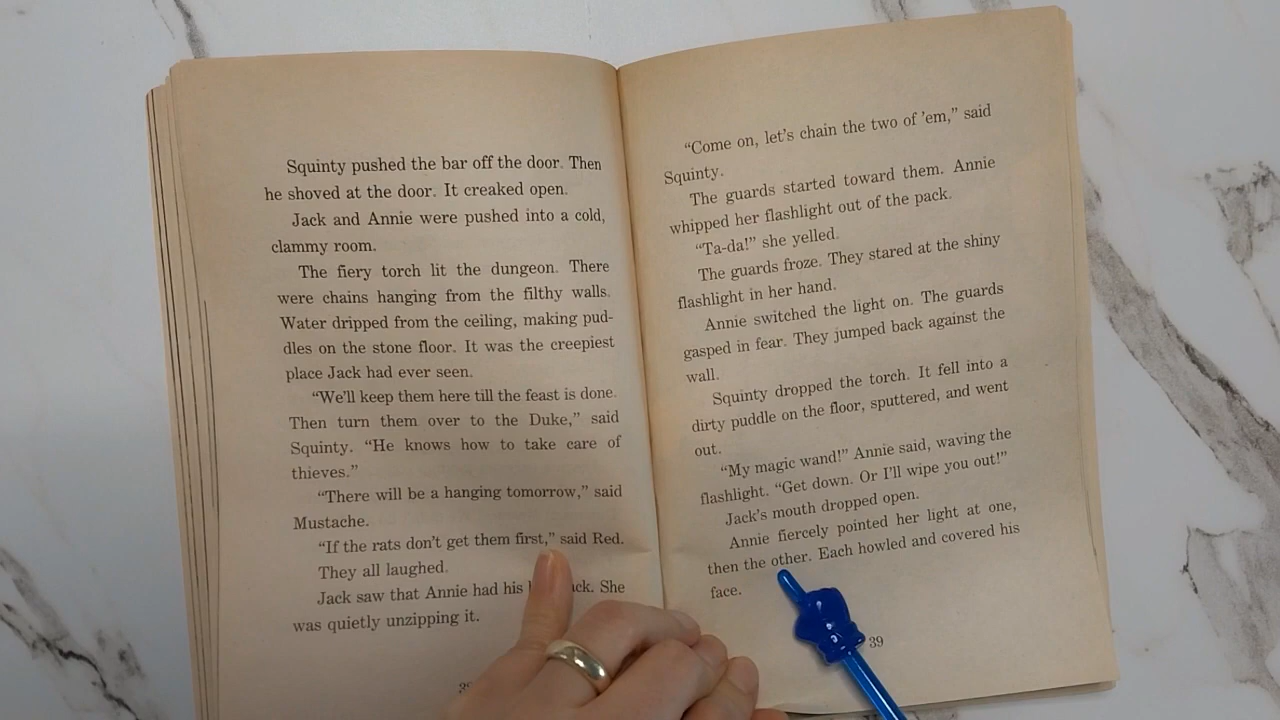 Squinty pushed the bar off the door. Then
he shoved at the door. It creaked open.
Jack and Annie were pushed into a cold,
clammy room.
The fiery torch lit the dungeon. There
were chains hanging from the filthy walls.
Water dripped from the ceiling, making pud-
dles on the stone floor. It was the creepiest
place Jack had ever seen.
“We’ll keep them here till the feast is done.
Then turn them over to the Duke,” said
Squinty. “He knows how to take care of
thieves.”
“There will be a hanging tomorrow,” said
Mustache.
“If the rats don’t get them first,” said Red.
They all laughed.
Jack saw that Annie had his She
was quietly unzipping it.
“Come on, let’s chain the two of ’em,” said
Squinty.
The guards started toward them. Annie
whipped her flashlight out of the pack.
“Ta-da!” she yelled.
The guards froze. They stared at the shiny
flashlight in her hand.
Annie switched the light on. The guards
gasped in fear. They jumped back against the
wall.
Squinty dropped the torch. It fell into a
dirty puddle on the floor, sputtered, and went
out.
“My magic wand!” Annie said, waving the
flashlight. “Get down. Or I’ll wipe you out!”
Jack’s mouth dropped open.
Annie fiercely pointed her light at one,
then the other. Each howled and covered his
face.
39